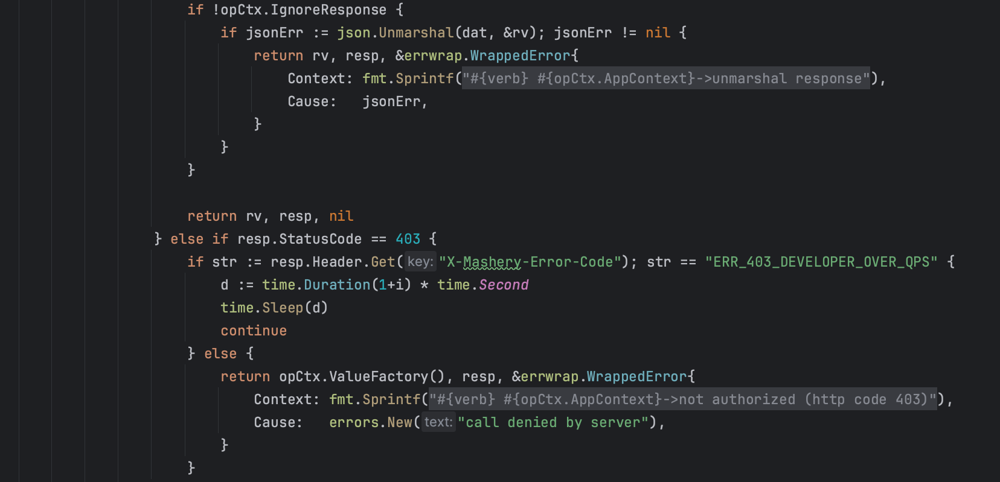 if !opCtx.IgnoreResponse {
if jsonErr := json.Unmarshal(dat, &rv); jsonErr != nil {
return rv, resp, &errwrap.WrappedError{
Context: fmt.Sprintf("#{verb} #{opCtx.AppContext}->unmarshal response"),
Cause:   jsonErr,
}
}
}
return rv, resp, nil
} else if resp.StatusCode == 403 {
if str := resp.Header.Get( key: "X-Mashery-Error-Code"); str == "ERR_403_DEVELOPER_OVER_QPS" {
d := time.Duration(1+i) * time.Second
time.Sleep(d)
continue
} else {
return opCtx.ValueFactory(), resp, &errwrap.WrappedError{
Context: fmt.Sprintf("#{verb} #{opCtx.AppContext}->not authorized (http code 403)"),
Cause:   errors.New( text: "call denied by server"),
}
}